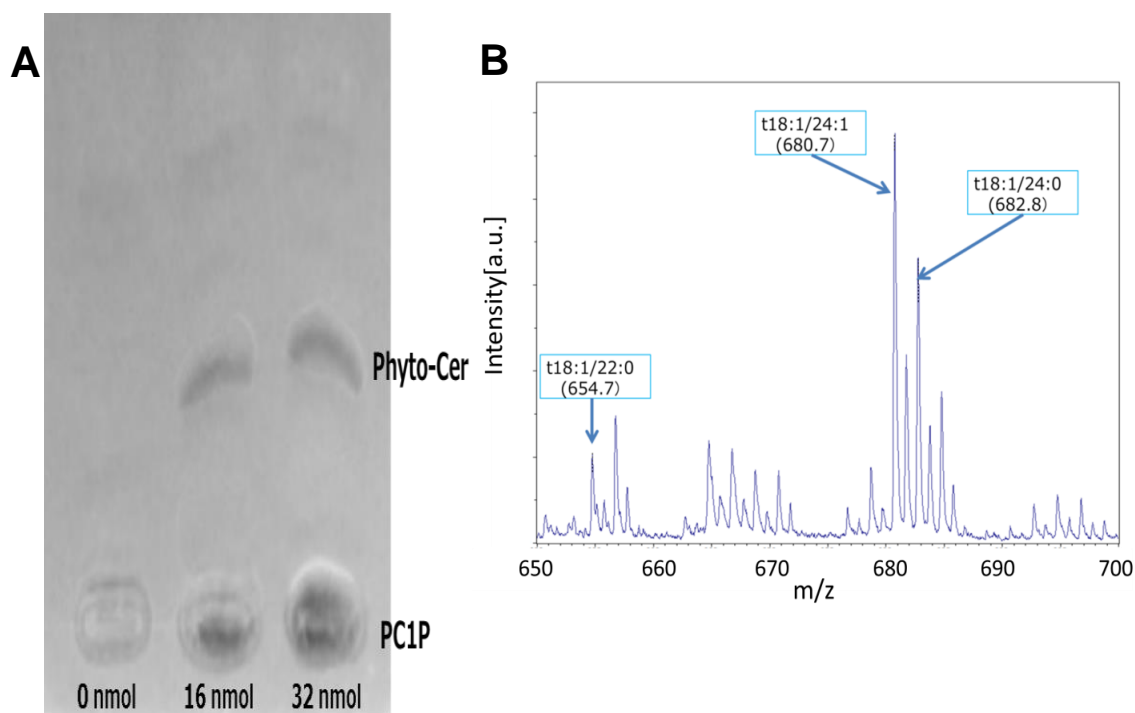 A
Phyto-Cer
PC1P
0 nmol
16 nmol
32 nmol
B
Intensity[a.u.]
t18:1/24:1
(680.7)
t18:1/24:0
(682.8)
t18:1/22:0
(654.7)
650
660
670
680
690
700
m/z